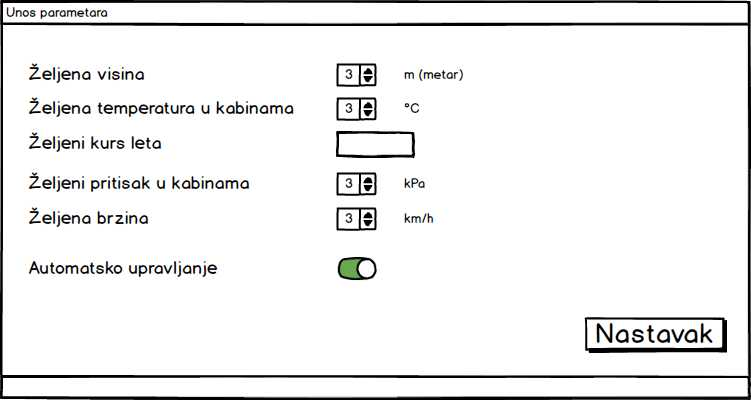 Unos parametara
Željena visina 3 m (metar)
Željena temperatura u kabinama 3 °C
Željeni kurs leta
Željeni pritisak u kabinama 3 kPa
Željena brzina 3 km/h
Automatsko upravljanje
Nastavak